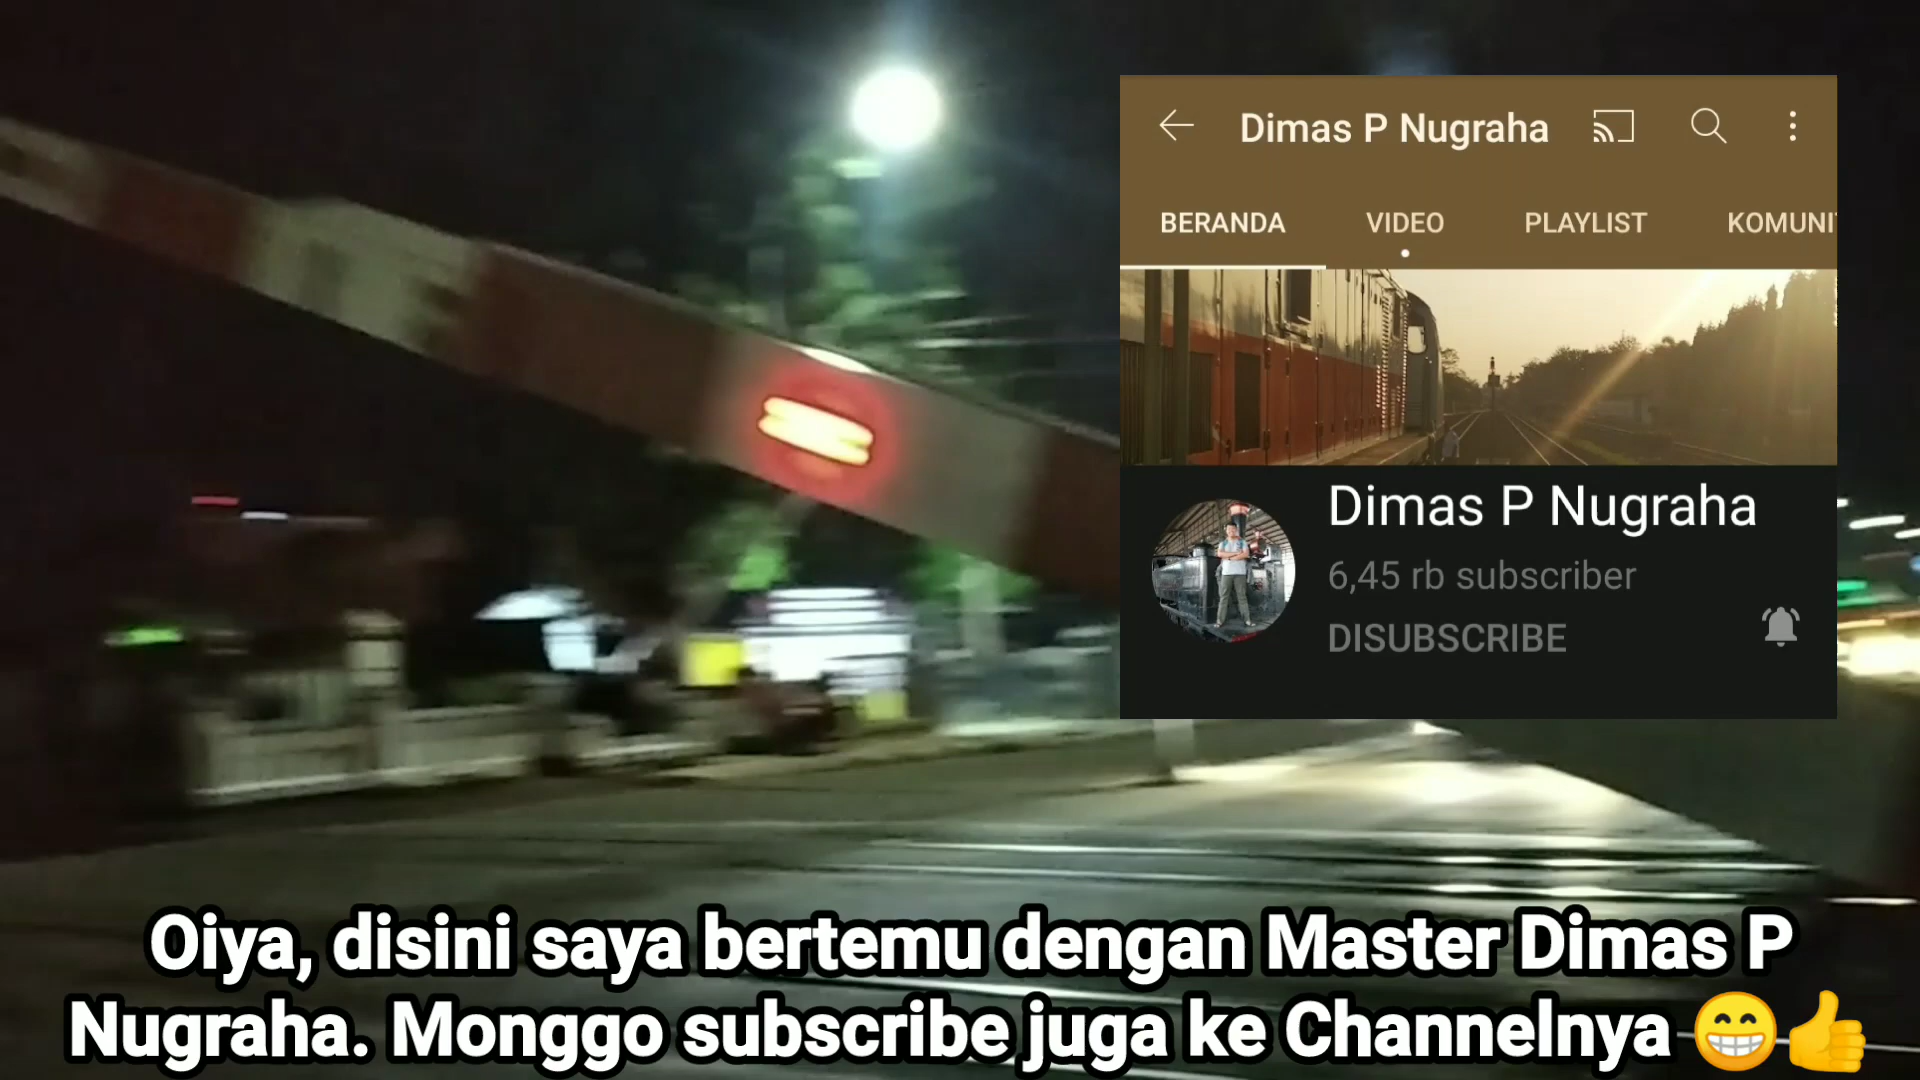 Dimas P Nugraha
BERANDA VIDEO PLAYLIST KOMUNI
Dimas P Nugraha
6,45 rb subscriber
DISUBSCRIBE
Oiya, disini saya bertemu dengan Master Dimas P
Nugraha. Monggo subscribe juga ke Channelnya 😁👍